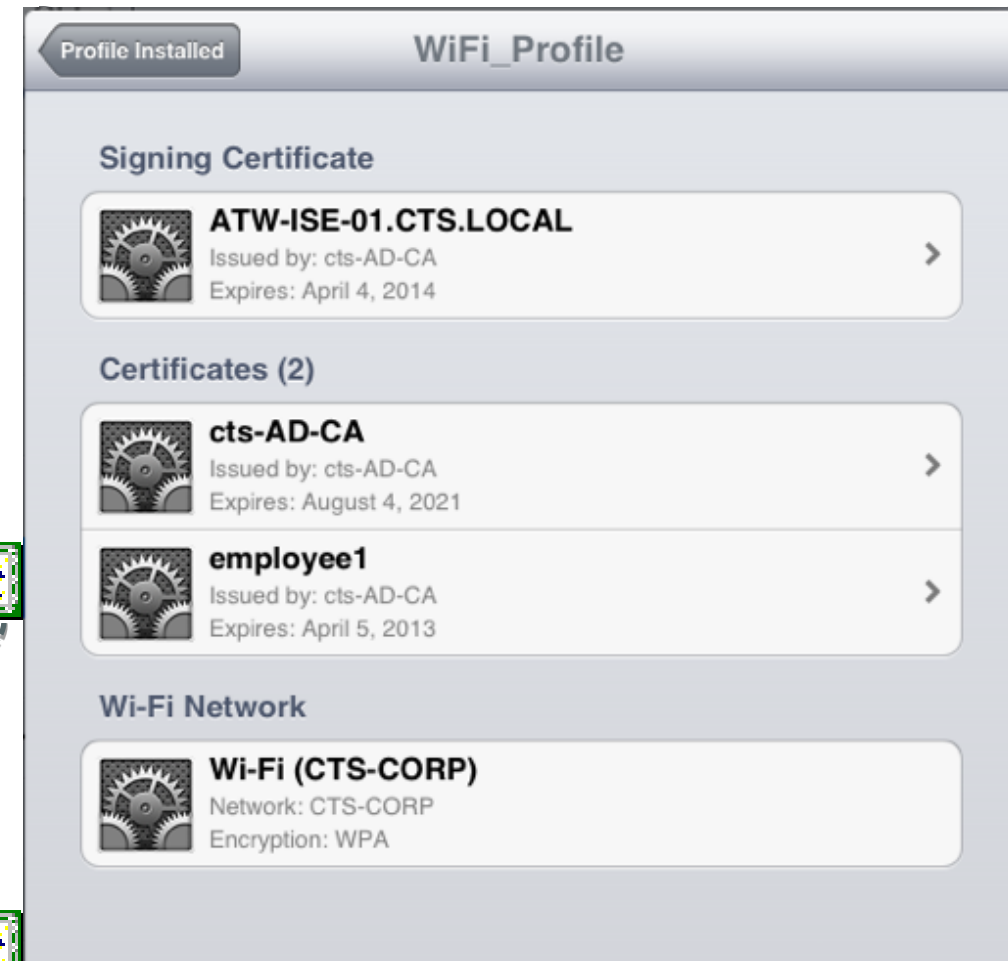 Profile Installed
WiFi_Profile
Signing Certificate
ATW-ISE-01.CTS.LOCAL
Issued by: cts-AD-CA
Expires: April 4, 2014
Certificates (2)
cts-AD-CA
Issued by: cts-AD-CA
Expires: August 4, 2021
employee1
Issued by: cts-AD-CA
Expires: April 5, 2013
Wi-Fi Network
Wi-Fi (CTS-CORP)
Network: CTS-CORP
Encryption: WPA